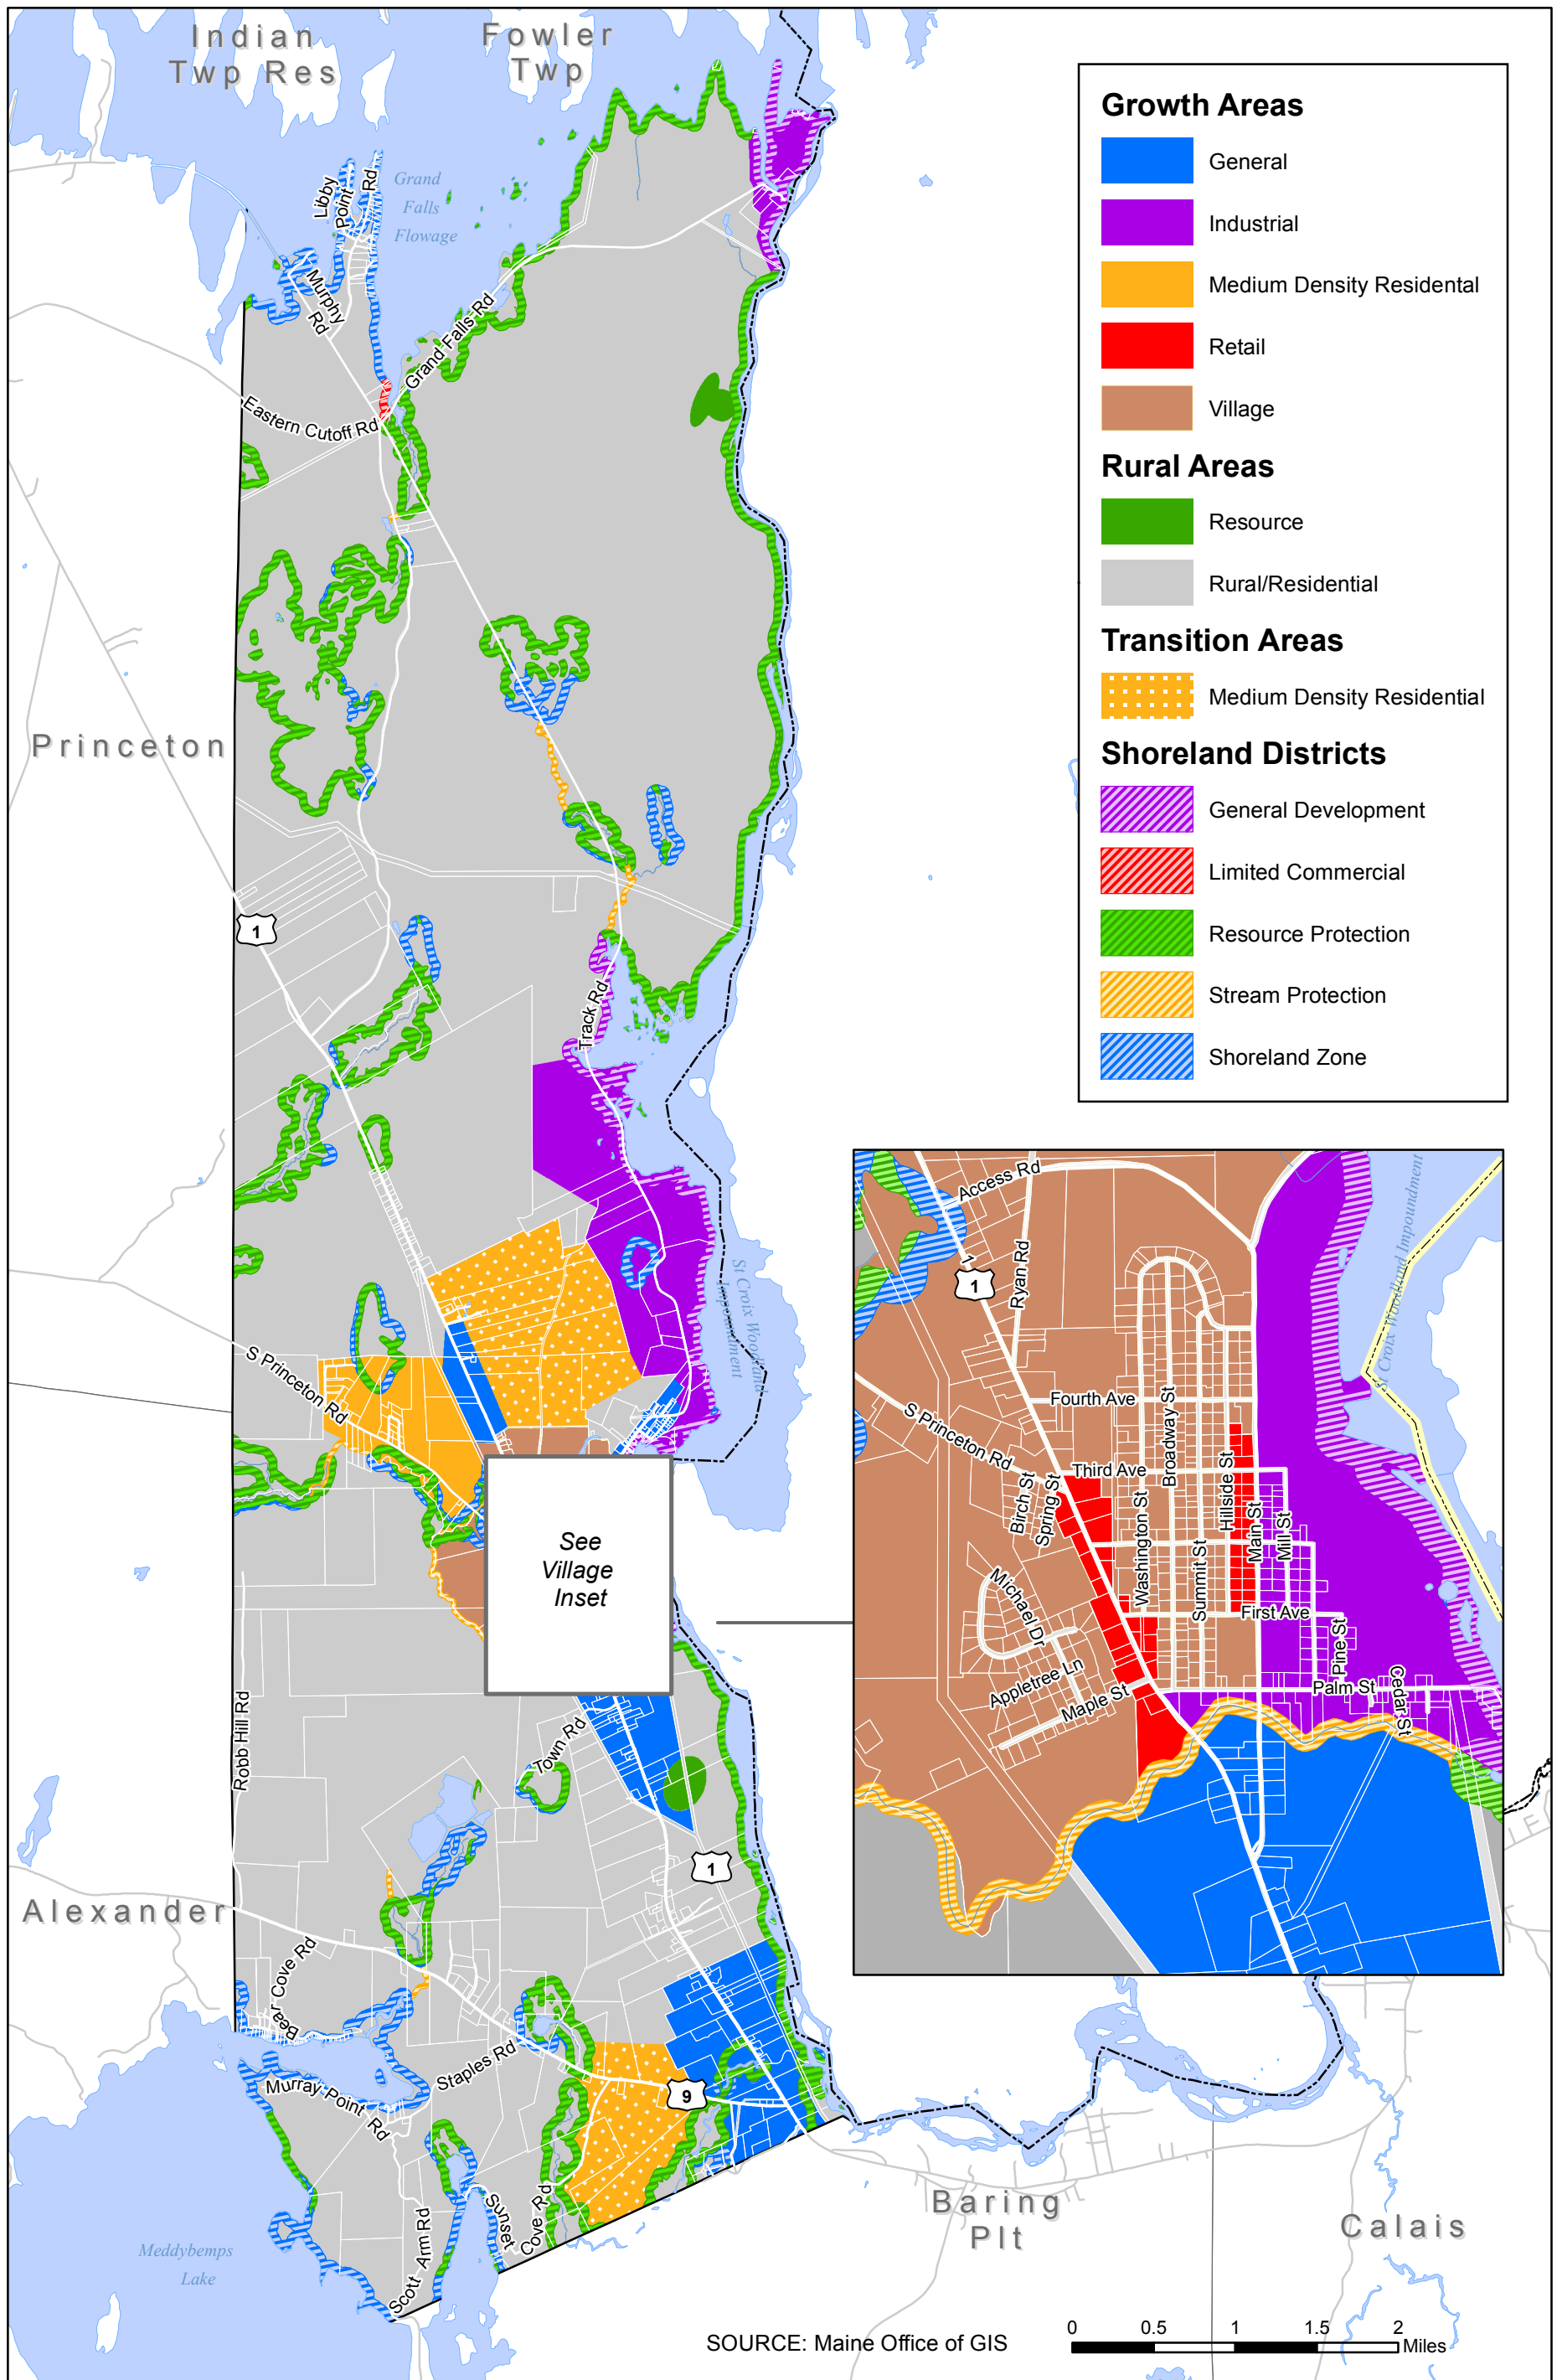 Indian
Twp Res
Fowler
Twp
Growth Areas
General
Industrial
Medium Density Residental
Retail
Village
Rural Areas
Resource
Rural/Residential
Transition Areas
Medium Density Residential
Shoreland Districts
General Development
Limited Commercial
Resource Protection
Stream Protection
Shoreland Zone
Libby
Point
Rd
Grand
Falls
Flowage
Murphy
Rd
Grand Falls Rd
Eastern Cutoff Rd
Princeton
1
Track Rd
St Croix Woodland
Impoundment
S Princeton Rd
See
Village
Inset
Robb Hill Rd
Town Rd
1
Alexander
Bear Cove Rd
Staples Rd
Murray Point Rd
9
Sunset
Cove Rd
Scott Arm Rd
Meddybemps
Lake
Baring
Plt
Calais
Access Rd
1
1
Ryan Rd
St Croix Woodland Impoundment
Fourth Ave
S Princeton Rd
Broadway St
Third Ave
Birch St
Spring St
Washington St
Hillside St
Main St
Mill St
Summit St
Michael Dr
First Ave
Pine St
Appletree Ln
Maple St
Palm St
Cedar St
SOURCE: Maine Office of GIS
0 0.5 1 1.5 2
Miles